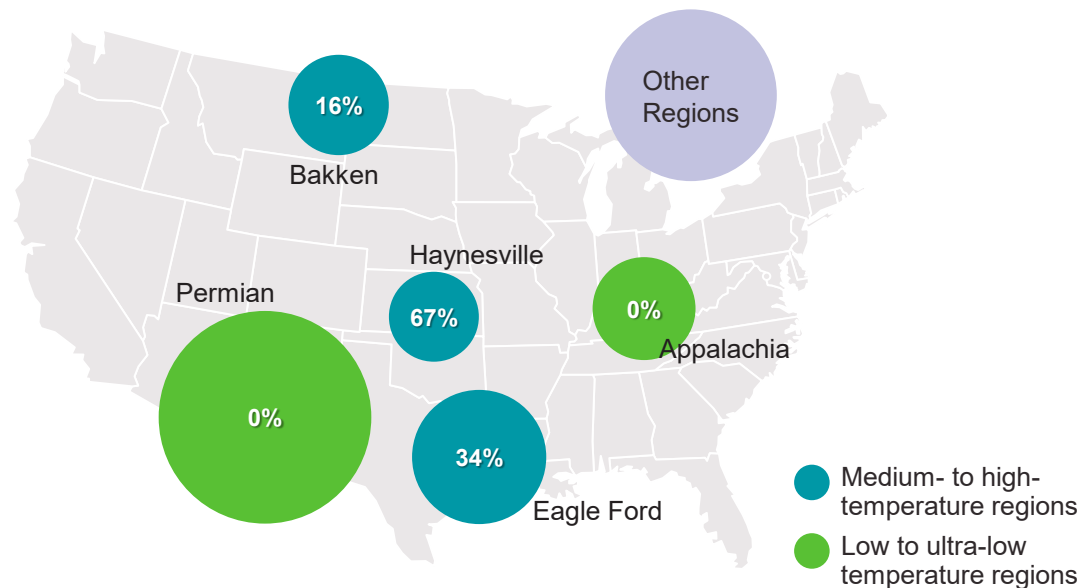 Other
Regions
16%
Bakken
Haynesville
67%
Permian
0%
0%
Appalachia
34%
Eagle Ford
Medium- to high-
temperature regions
Low to ultra-low
temperature regions